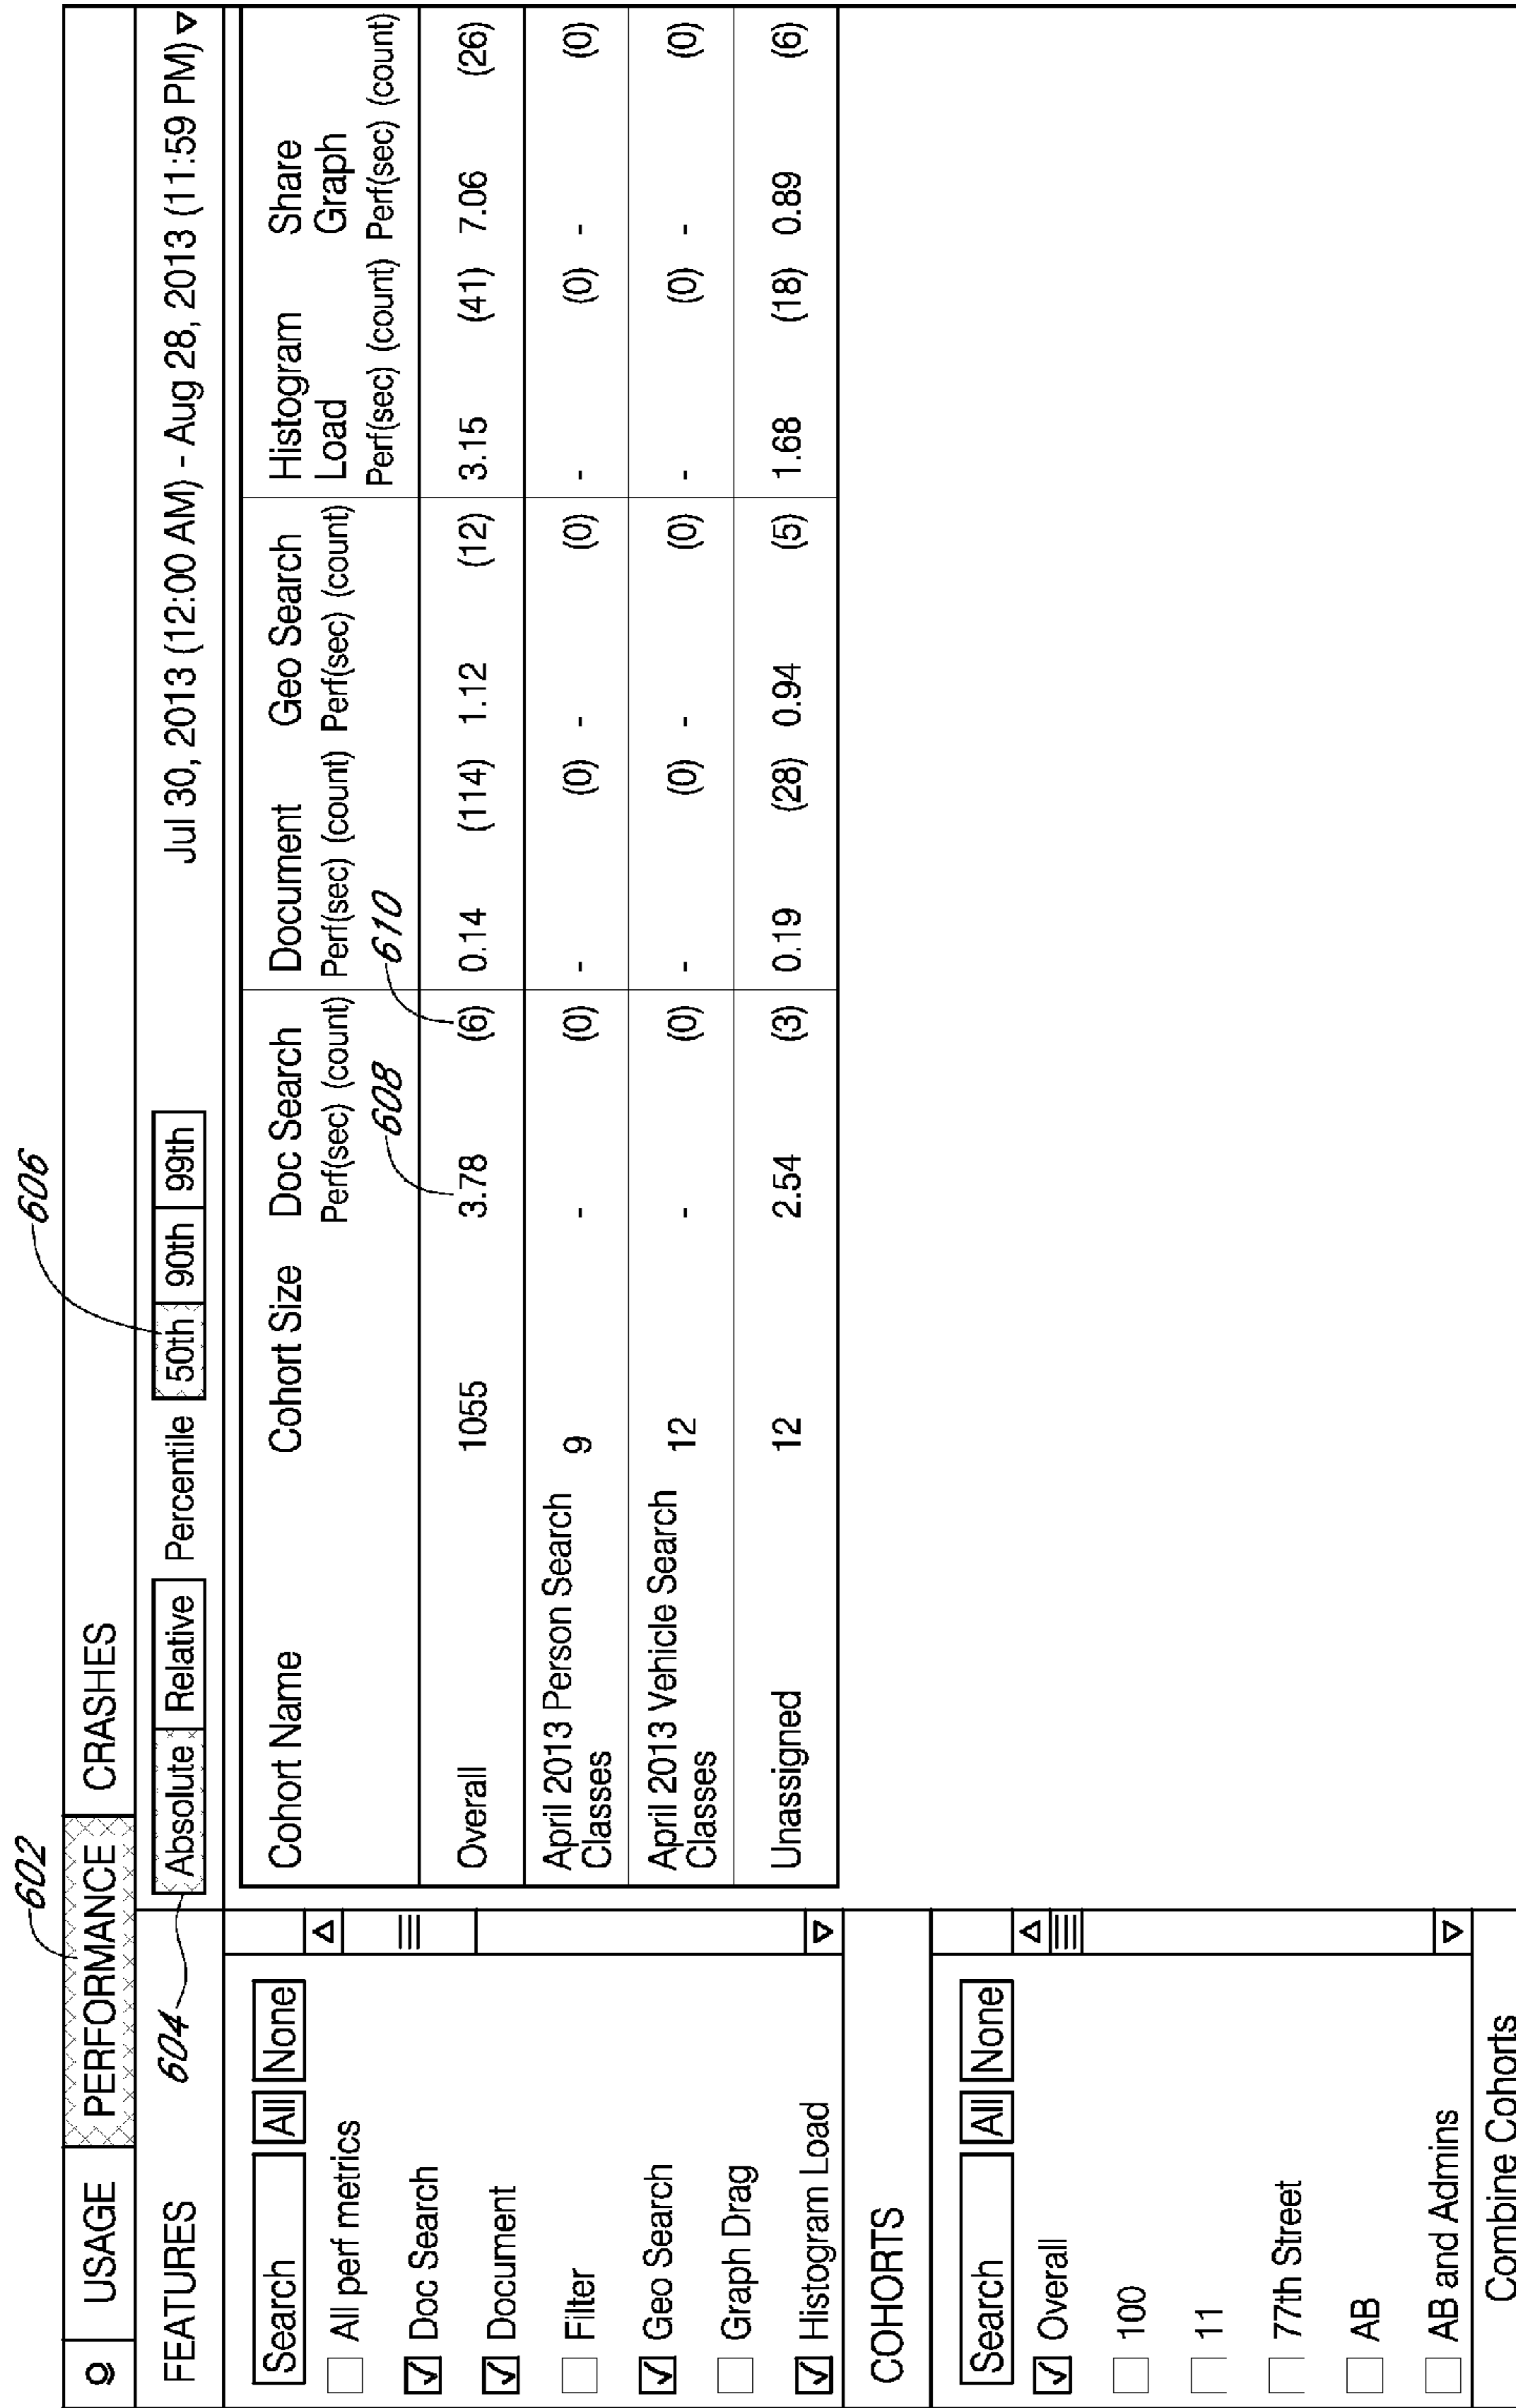 602
606
USAGE PERFORMANCE CRASHES
FEATURES
604
Absolute Relative Percentile 50th 90th 99th Jul 30, 2013 (12:00 AM) - Aug 28, 2013 (11:59 PM)
Search All None
All perf metrics
Doc Search
Document
Filter
Geo Search
Graph Drag
Histogram Load
COHORTS
Search All None
Overall
100
11
77th Street
AB
AB and Admins
Combine Cohorts
Cohort Name Cohort Size Doc Search Document Geo Search Histogram Load Share Graph
Perf(sec) (count) Perf(sec) (count) Perf(sec) (count) Perf(sec) (count) Perf(sec) (count)
608 610
Overall 1055 3.78 (6) 0.14 (114) 1.12 (12) 3.15 (41) 7.06 (26)
April 2013 Person Search 9 - (0) - (0) - (0) - (0) - (0)
Classes
April 2013 Vehicle Search 12 - (0) - (0) - (0) - (0) - (0)
Classes
Unassigned 12 2.54 (3) 0.19 (28) 0.94 (5) 1.68 (18) 0.89 (6)